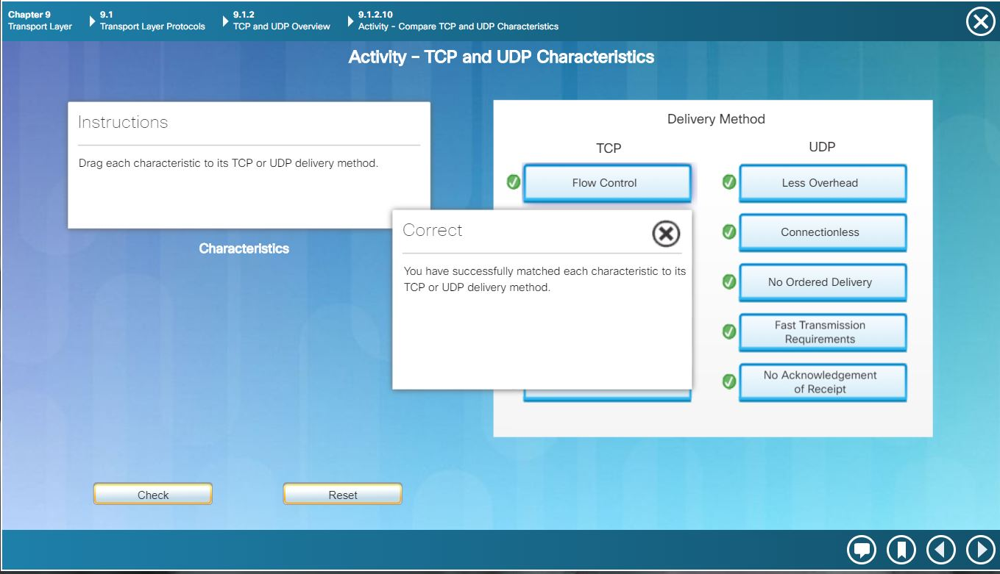 Chapter 9
Transport Layer
9.1
Transport Layer Protocols
9.1.2
TCP and UDP Overview
9.1.2.10
Activity - Compare TCP and UDP Characteristics
Activity - TCP and UDP Characteristics
Instructions
Drag each characteristic to its TCP or UDP delivery method.
Characteristics
Check
Reset
Correct
You have successfully matched each characteristic to its
TCP or UDP delivery method.
Delivery Method
TCP
UDP
Flow Control
Less Overhead
Connectionless
No Ordered Delivery
Fast Transmission
Requirements
No Acknowledgement
of Receipt